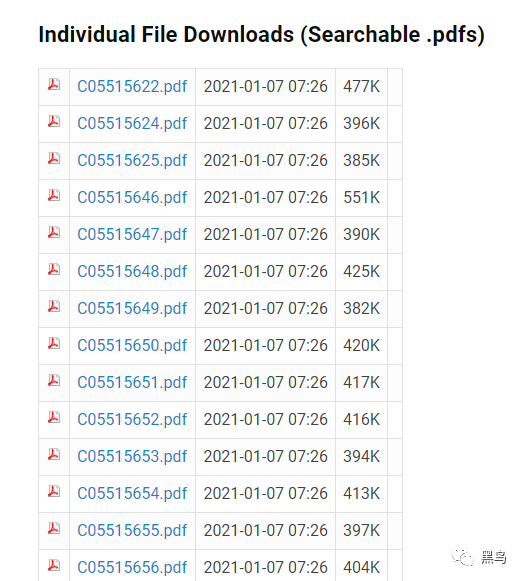 Individual File Downloads (Searchable .pdfs)
C05515622.pdf 2021-01-07 07:26 477K
C05515624.pdf 2021-01-07 07:26 396K
C05515625.pdf 2021-01-07 07:26 385K
C05515646.pdf 2021-01-07 07:26 551K
C05515647.pdf 2021-01-07 07:26 390K
C05515648.pdf 2021-01-07 07:26 425K
C05515649.pdf 2021-01-07 07:26 382K
C05515650.pdf 2021-01-07 07:26 420K
C05515651.pdf 2021-01-07 07:26 417K
C05515652.pdf 2021-01-07 07:26 416K
C05515653.pdf 2021-01-07 07:26 394K
C05515654.pdf 2021-01-07 07:26 413K
C05515655.pdf 2021-01-07 07:26 397K
C05515656.pdf 2021-01-07 07:26 404K
黑鸟